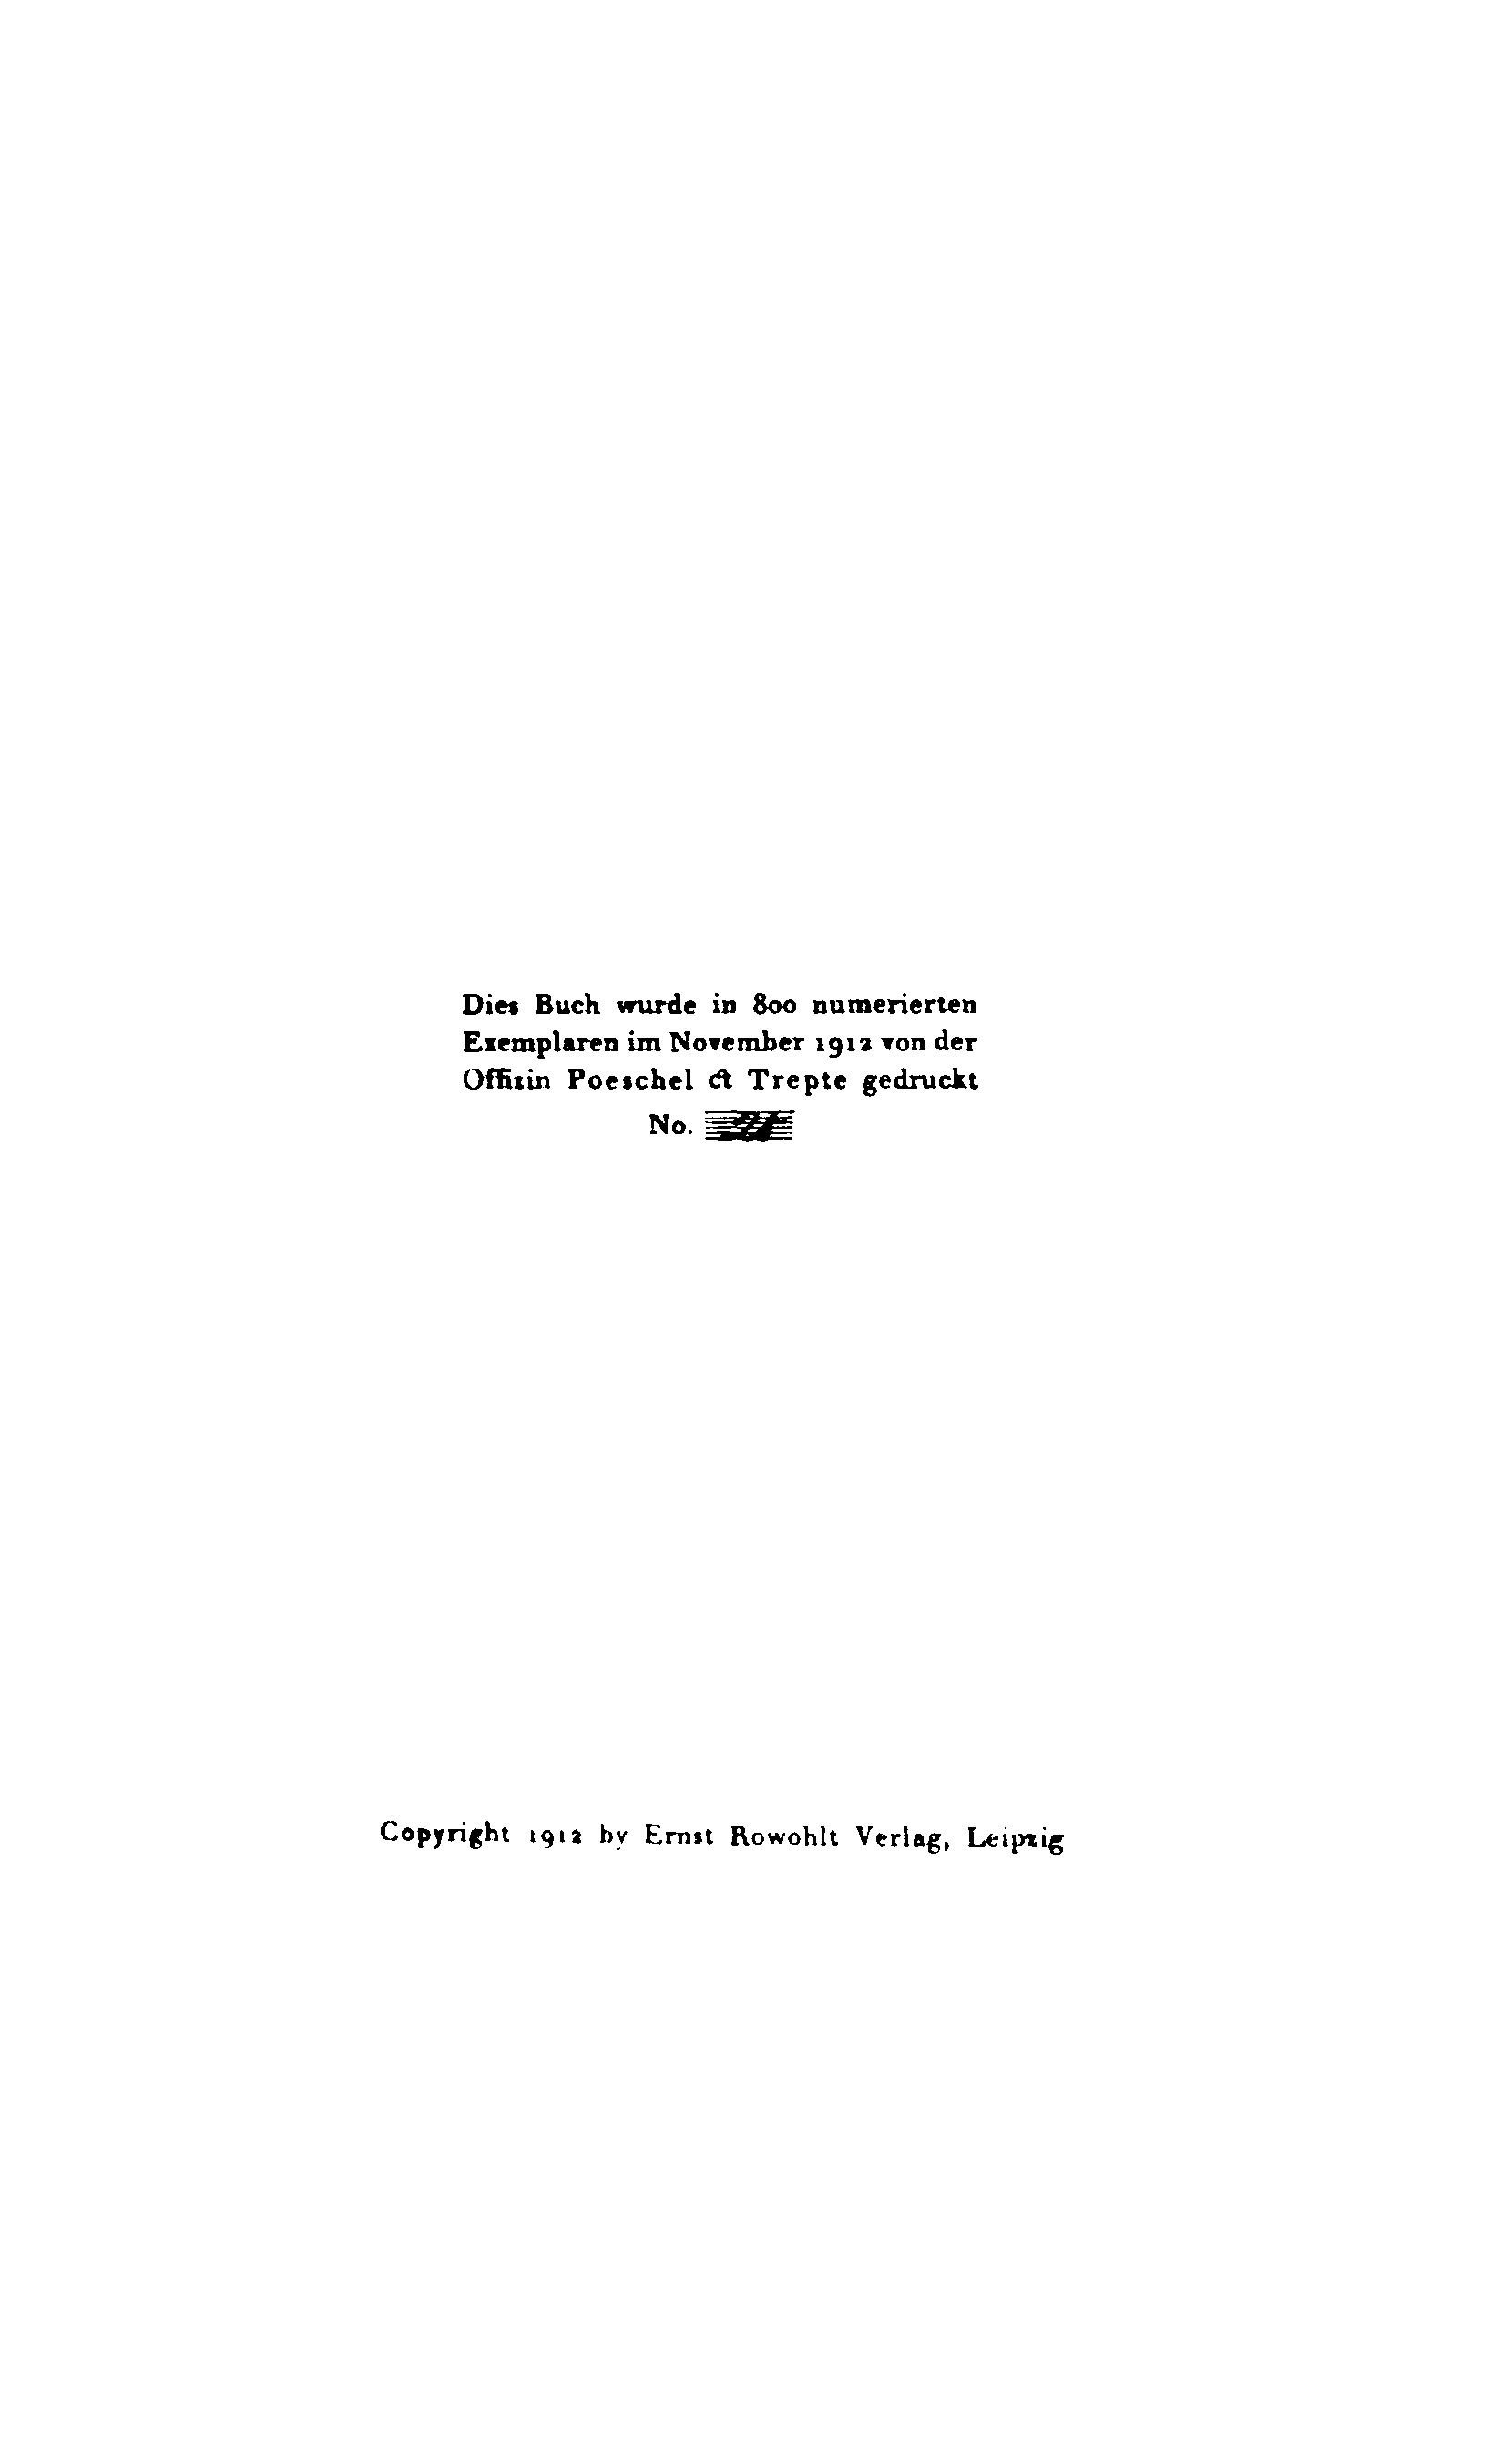 Dies Buch wurde in 800 numerierten
Exemplaren im November 1912 von der
Offizin Poeschel & Trepte gedruckt
No.
Copyright 1912 by Ernst Rowohlt Verlag, Leipzig